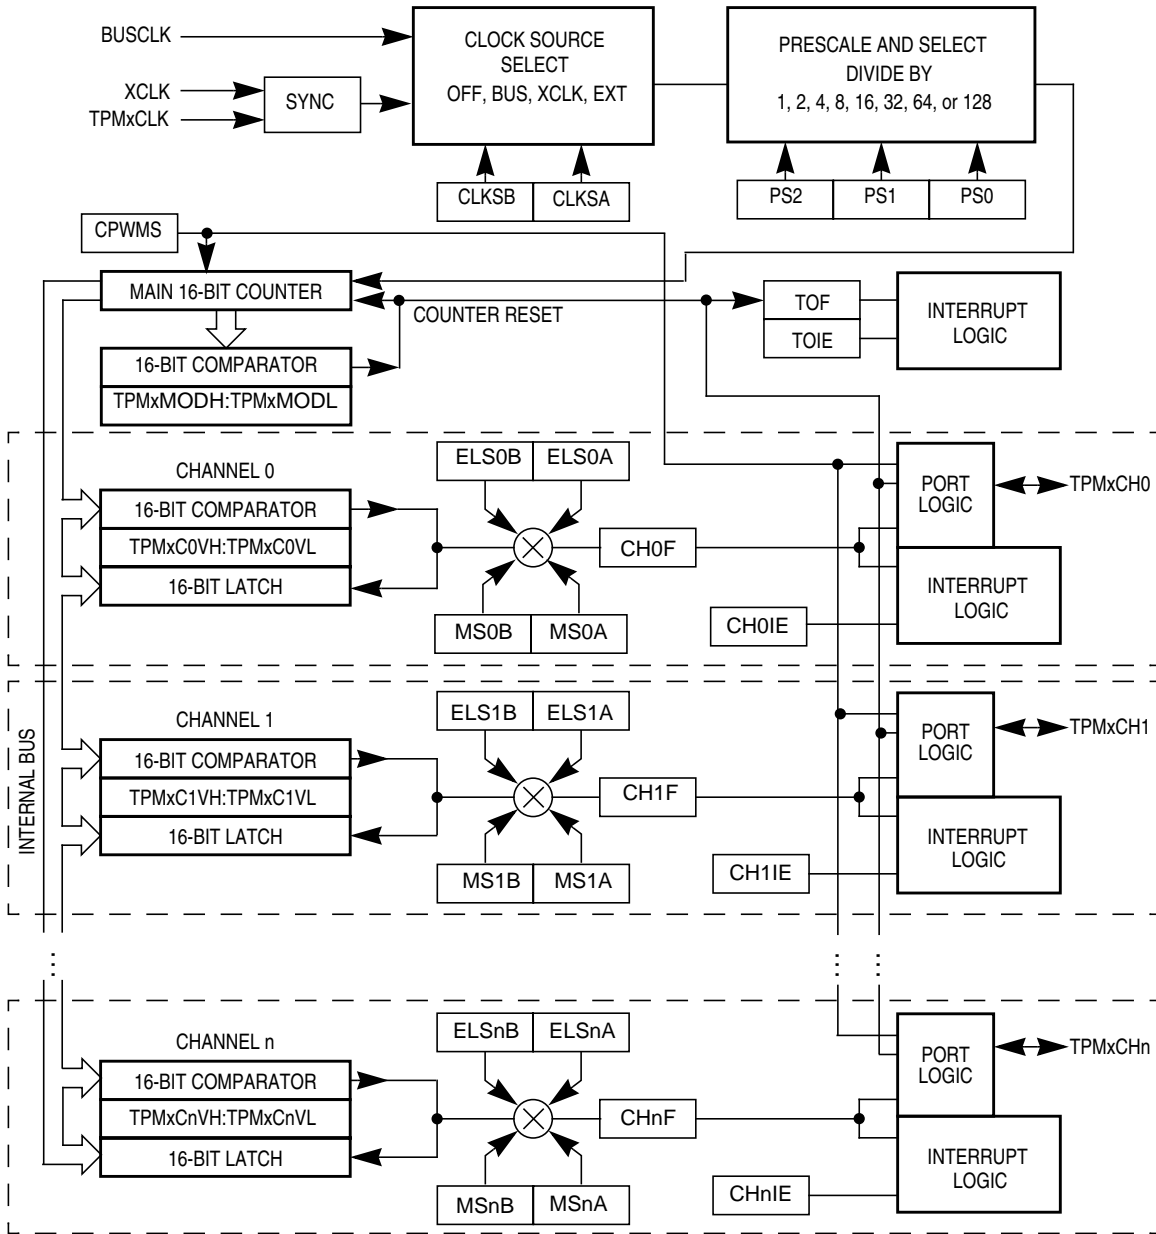 BUSCLK
XCLK
TPMxCLK
SYNC
CLOCK SOURCE
SELECT
OFF, BUS, XCLK, EXT
PRESCALE AND SELECT
DIVIDE BY
1, 2, 4, 8, 16, 32, 64, or 128
CLKSB
CLKSA
PS2
PS1
PS0
CPWMS
MAIN 16-BIT COUNTER
COUNTER RESET
16-BIT COMPARATOR
TPMxMODH:TPMxMODL
TOF
TOIE
INTERRUPT
LOGIC
INTERNAL BUS
CHANNEL 0
16-BIT COMPARATOR
TPMxC0VH:TPMxC0VL
16-BIT LATCH
ELS0B
ELS0A
MS0B
MS0A
CH0F
CH0IE
PORT
LOGIC
INTERRUPT
LOGIC
TPMxCH0
CHANNEL 1
16-BIT COMPARATOR
TPMxC1VH:TPMxC1VL
16-BIT LATCH
ELS1B
ELS1A
MS1B
MS1A
CH1F
CH1IE
PORT
LOGIC
INTERRUPT
LOGIC
TPMxCH1
CHANNEL n
16-BIT COMPARATOR
TPMxCnVH:TPMxCnVL
16-BIT LATCH
ELSnB
ELSnA
MSnB
MSnA
CHnF
CHnIE
PORT
LOGIC
INTERRUPT
LOGIC
TPMxCHn